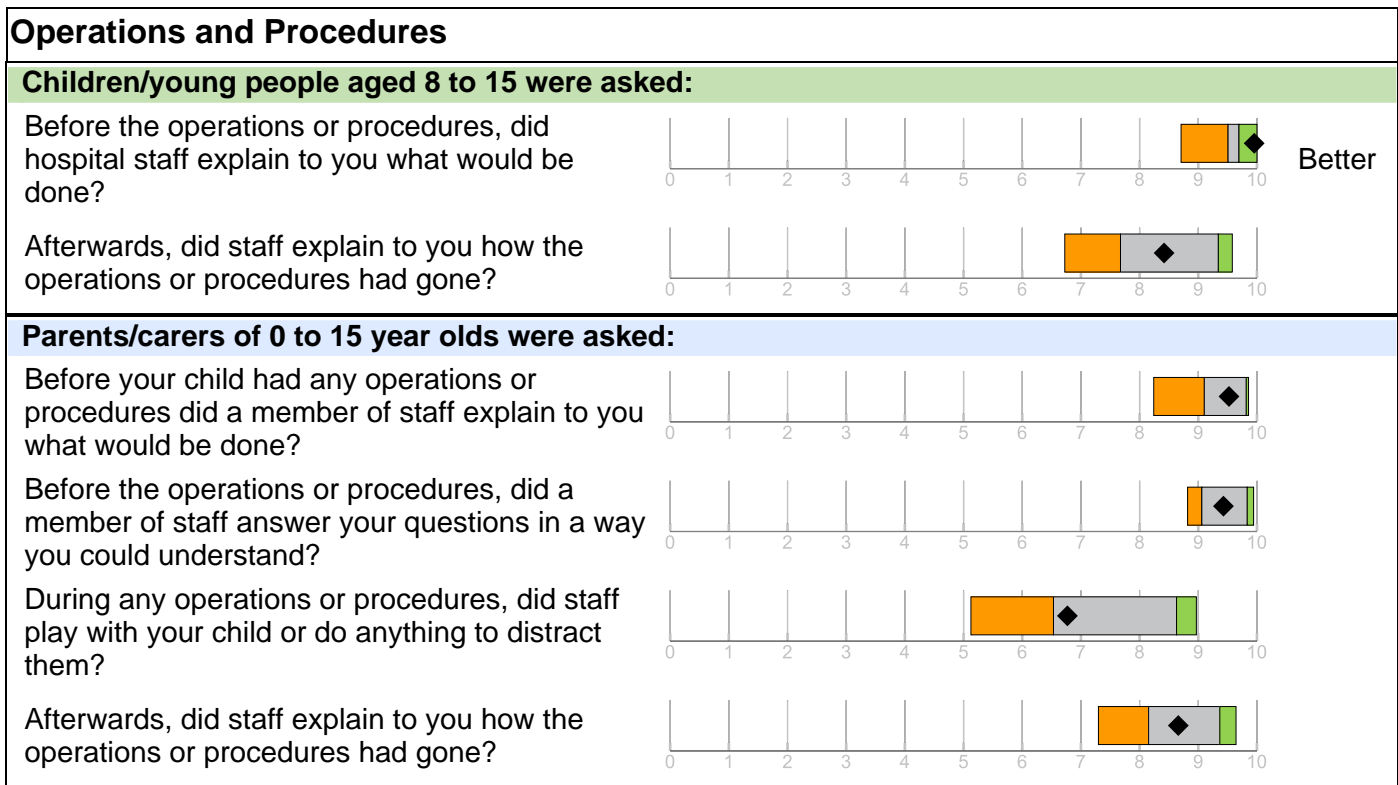 Operations and Procedures
Children/young people aged 8 to 15 were asked:
Before the operations or procedures, did
hospital staff explain to you what would be
done?
0 1 2 3 4 5 6 7 8 9 10
Better
Afterwards, did staff explain to you how the
operations or procedures had gone?
0 1 2 3 4 5 6 7 8 9 10
Parents/carers of 0 to 15 year olds were asked:
Before your child had any operations or
procedures did a member of staff explain to you
what would be done?
0 1 2 3 4 5 6 7 8 9 10
Before the operations or procedures, did a
member of staff answer your questions in a way
you could understand?
0 1 2 3 4 5 6 7 8 9 10
During any operations or procedures, did staff
play with your child or do anything to distract
them?
0 1 2 3 4 5 6 7 8 9 10
Afterwards, did staff explain to you how the
operations or procedures had gone?
0 1 2 3 4 5 6 7 8 9 10